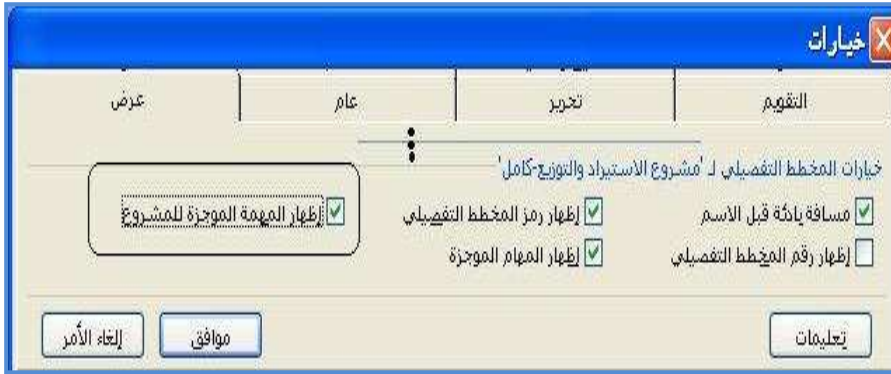 خيارات
التقويم تحرير عام عرض
خيارات المخطط التفصيلي لـ 'مشروع الاستيراد والتوزيع-كامل'
مسافة بادئة قبل الاسم إظهار رمز المخطط التفصيلي إظهار المهمة الموجزة للمشروع
إظهار رقم المخطط التفصيلي إظهار المهام الموجزة
تعليمات موافق إلغاء الأمر